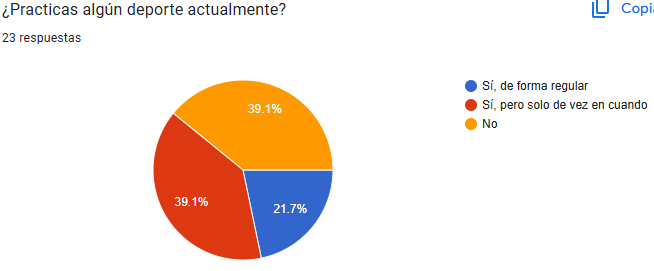 ¿Practicas algún deporte actualmente?
23 respuestas
39.1%
Sí, de forma regular
Sí, pero solo de vez en cuando
No
39.1%
21.7%